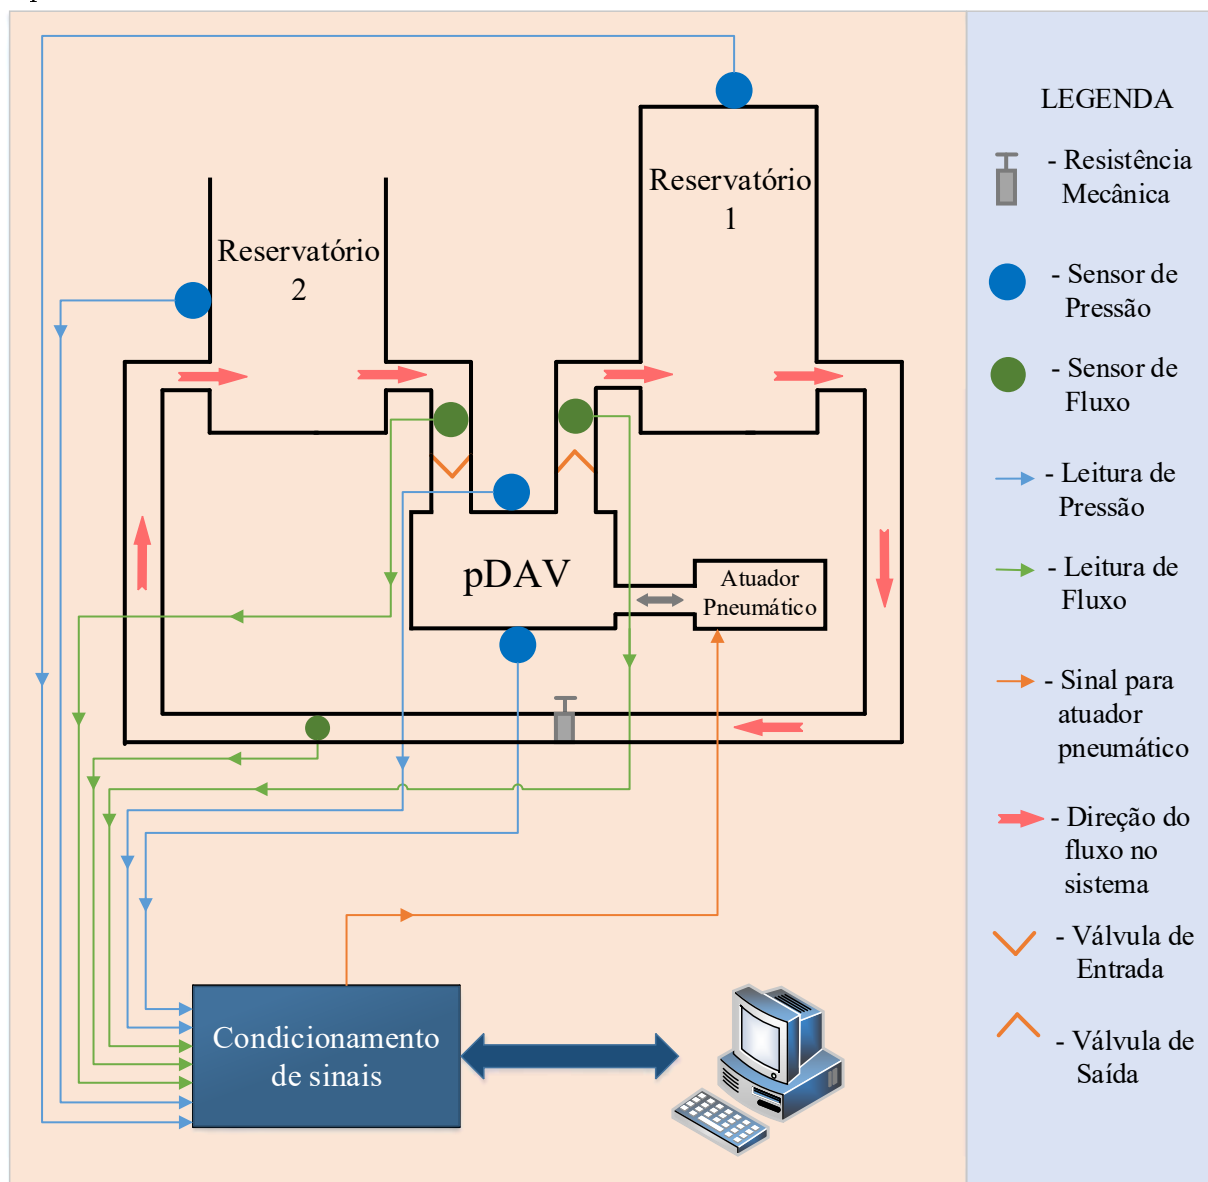 Reservatório
1
Reservatório
2
pDAV
Atuador
Pneumático
Condicionamento
de sinais
LEGENDA
- Resistência
Mecânica
- Sensor de
Pressão
- Sensor de
Fluxo
- Leitura de
Pressão
- Leitura de
Fluxo
- Sinal para
atuador
pneumático
- Direção do
fluxo no
sistema
- Válvula de
Entrada
- Válvula de
Saída